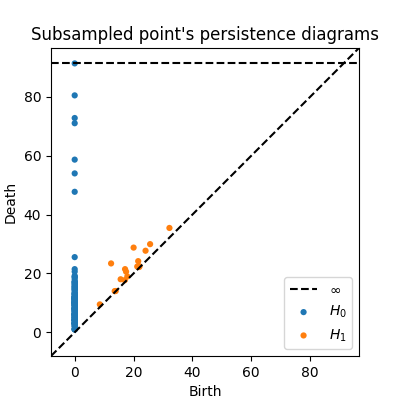 Subsampled point's persistence diagrams
Death
80
60
40
20
0
0 20 40 60 80
Birth
∞
H₀
H₁